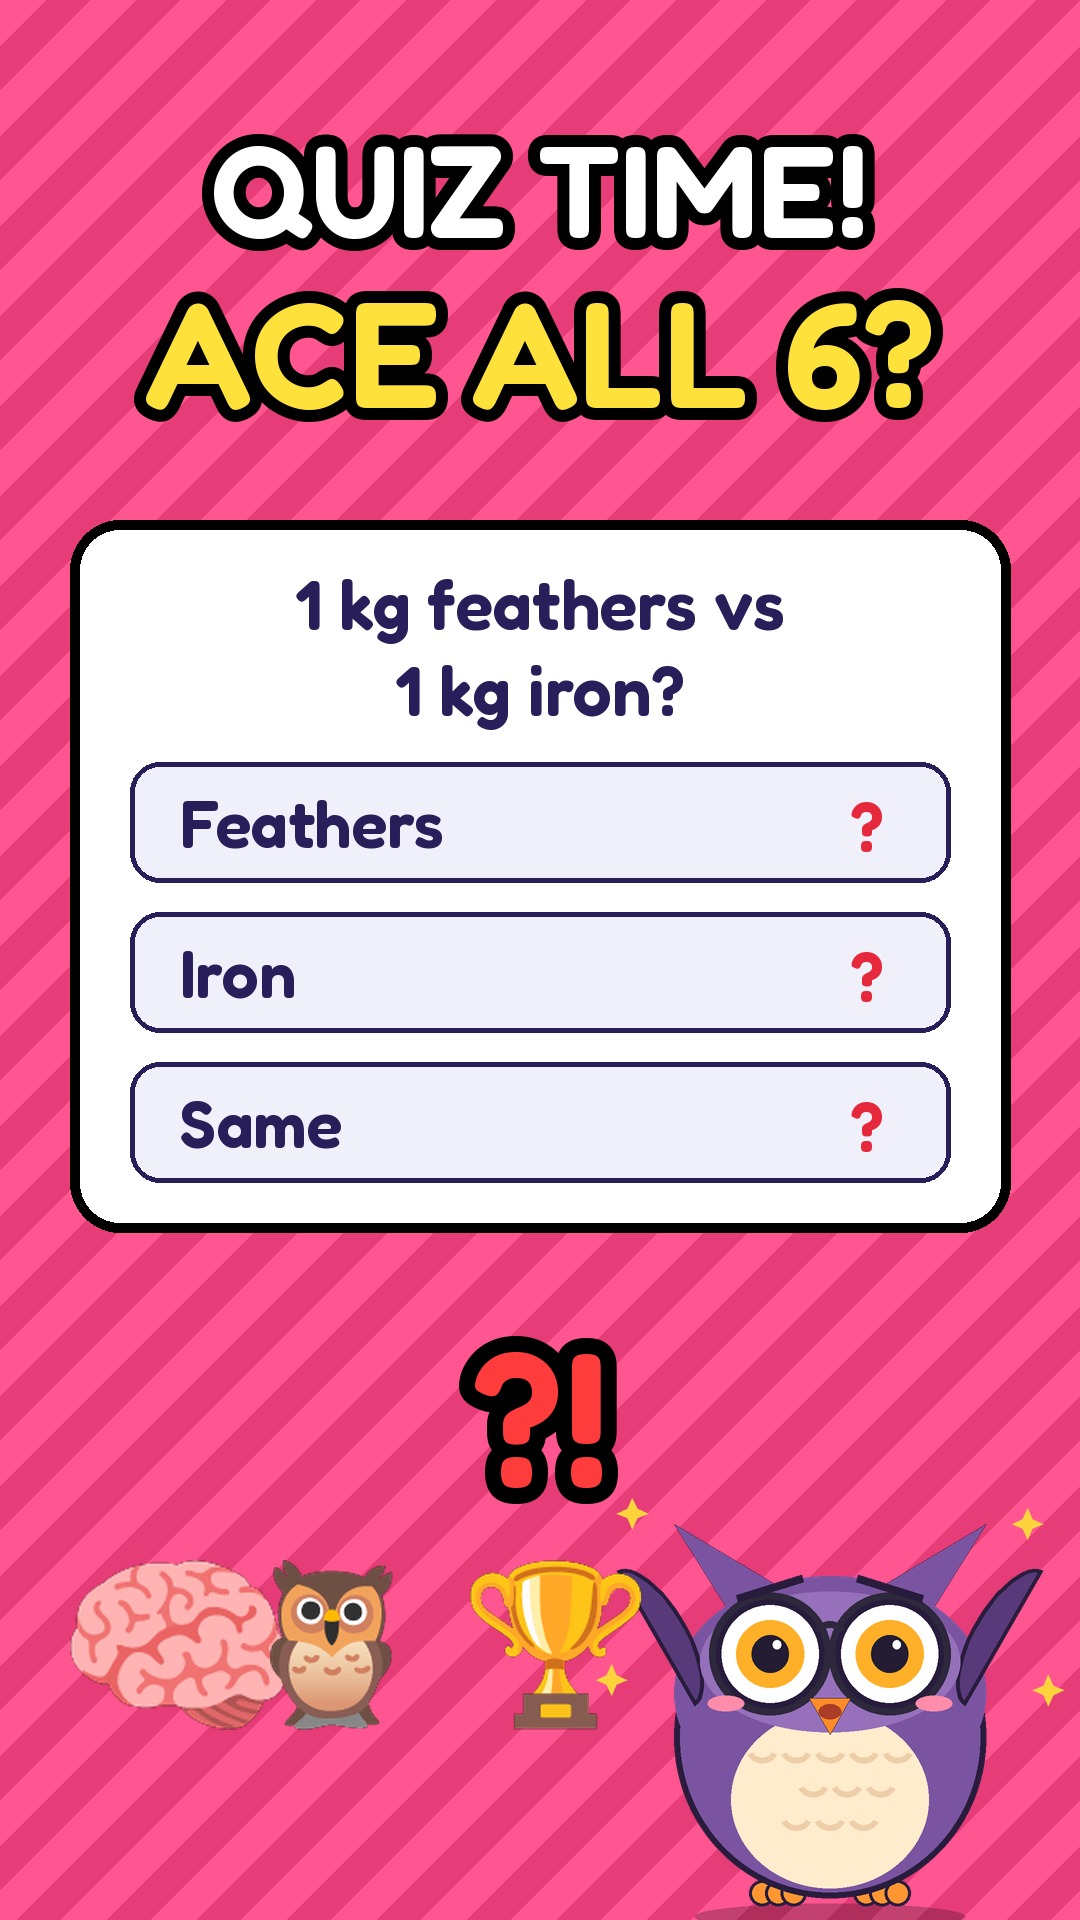 QUIZ TIME!
ACE ALL 6?
1 kg feathers vs
1 kg iron?
Feathers ?
Iron ?
Same ?
?!